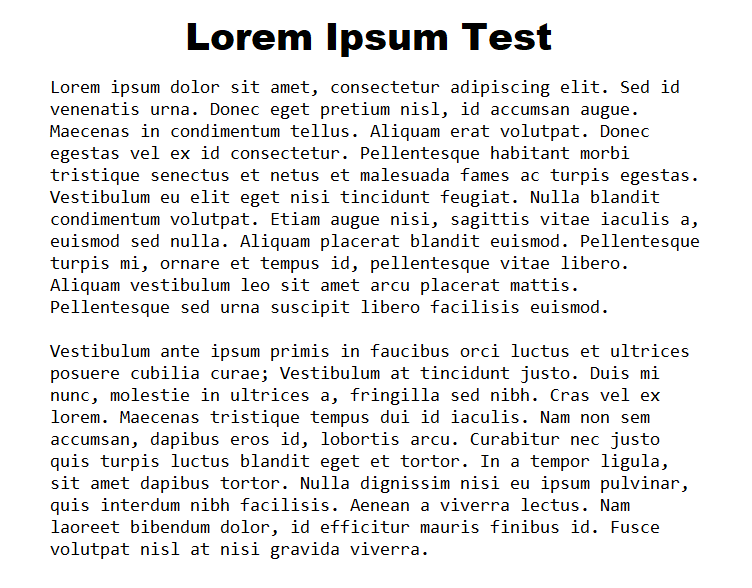 Lorem Ipsum Test
Lorem ipsum dolor sit amet, consectetur adipiscing elit. Sed id
venenatis urna. Donec eget pretium nisl, id accumsan augue.
Maecenas in condimentum tellus. Aliquam erat volutpat. Donec
egestas vel ex id consectetur. Pellentesque habitant morbi
tristique senectus et netus et malesuada fames ac turpis egestas.
Vestibulum eu elit eget nisi tincidunt feugiat. Nulla blandit
condimentum volutpat. Etiam augue nisi, sagittis vitae iaculis a,
euismod sed nulla. Aliquam placerat blandit euismod. Pellentesque
turpis mi, ornare et tempus id, pellentesque vitae libero.
Aliquam vestibulum leo sit amet arcu placerat mattis.
Pellentesque sed urna suscipit libero facilisis euismod.

Vestibulum ante ipsum primis in faucibus orci luctus et ultrices
posuere cubilia curae; Vestibulum at tincidunt justo. Duis mi
nunc, molestie in ultrices a, fringilla sed nibh. Cras vel ex
lorem. Maecenas tristique tempus dui id iaculis. Nam non sem
accumsan, dapibus eros id, lobortis arcu. Curabitur nec justo
quis turpis luctus blandit eget et tortor. In a tempor ligula,
sit amet dapibus tortor. Nulla dignissim nisi eu ipsum pulvinar,
quis interdum nibh facilisis. Aenean a viverra lectus. Nam
laoreet bibendum dolor, id efficitur mauris finibus id. Fusce
volutpat nisl at nisi gravida viverra.